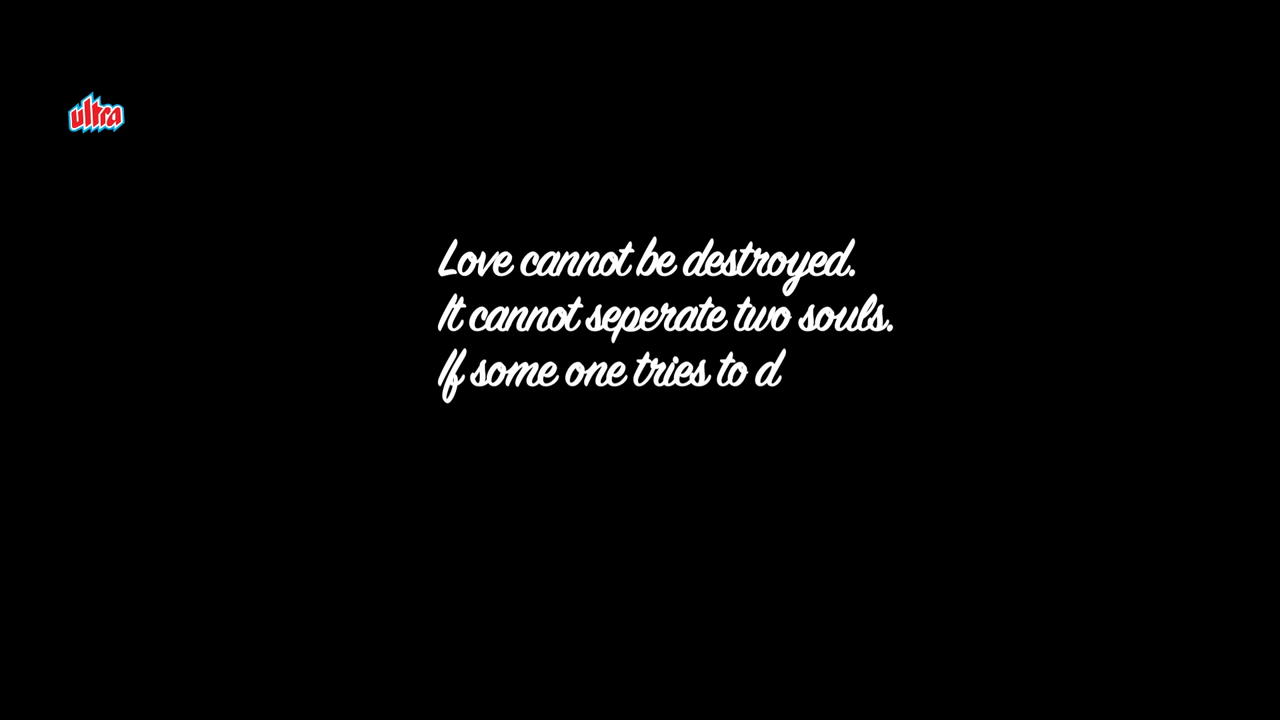 ultra
Love cannot be destroyed.
It cannot seperate two souls.
If some one tries to d